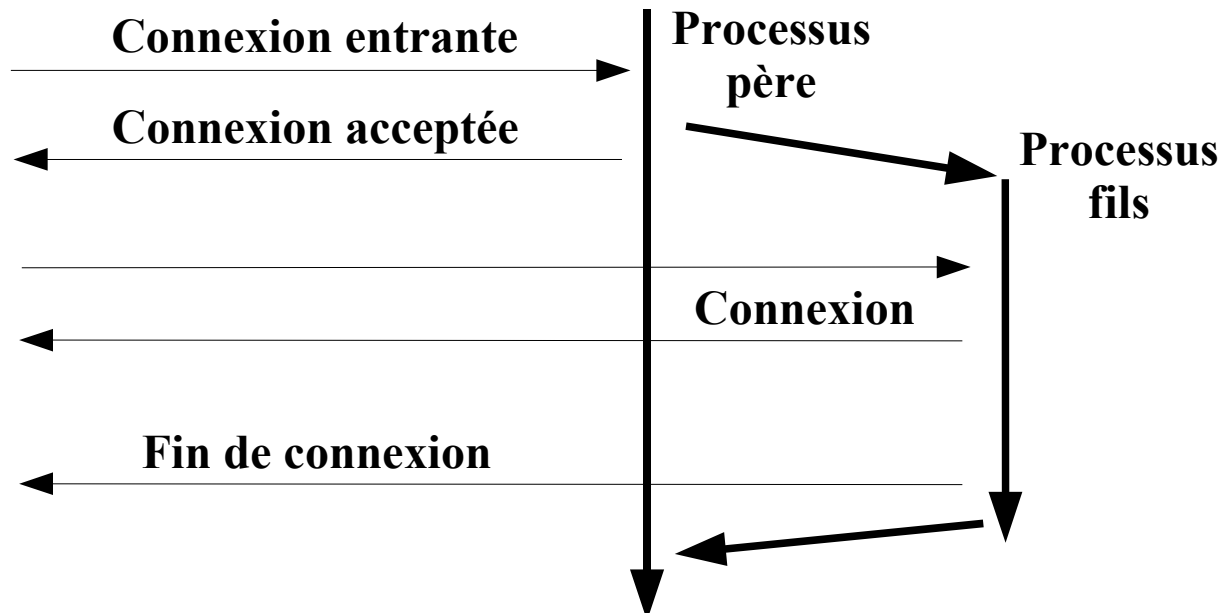 Connexion entrante
Processus
père
Connexion acceptée
Processus
fils
Connexion
Fin de connexion